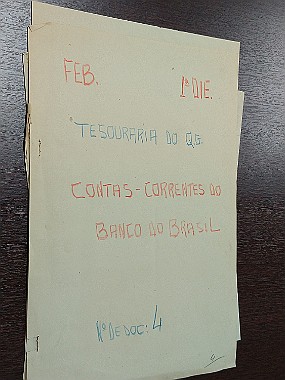 FEB. 1ª DIE.
TESOURARIA DO QG.
CONTAS-CORRENTES DO
BANCO DO BRASIL
Nº DE DOC: 4